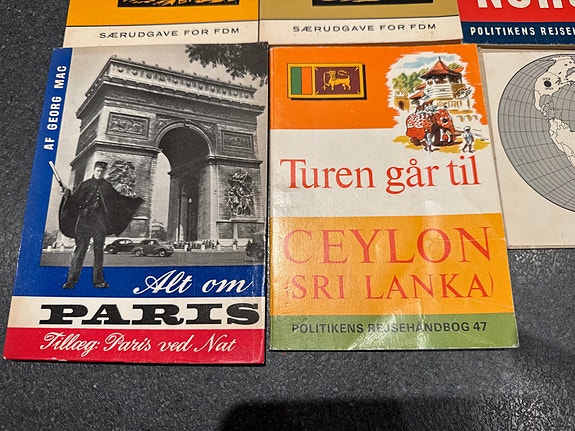 SÆRUDGAVE FOR FDM
SÆRUDGAVE FOR FDM
POLITIKENS REJSEH
AF GEORG MAC
Alt om
PARIS
Tillæg: Paris ved Nat
Turen går til
CEYLON
(SRI LANKA)
POLITIKENS REJSEHÅNDBOG 47